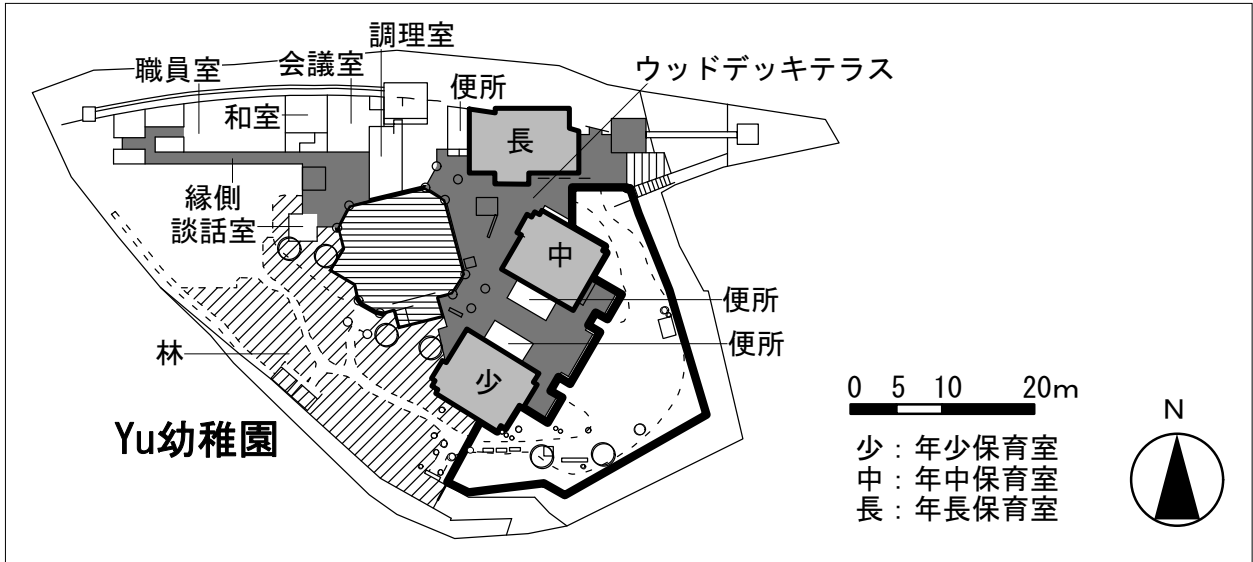 調理室
職員室
会議室
便所
ウッドデッキテラス
和室
長
縁側
談話室
中
便所
便所
林
少
Yu幼稚園
0 5 10 20m
少：年少保育室
中：年中保育室
長：年長保育室
N